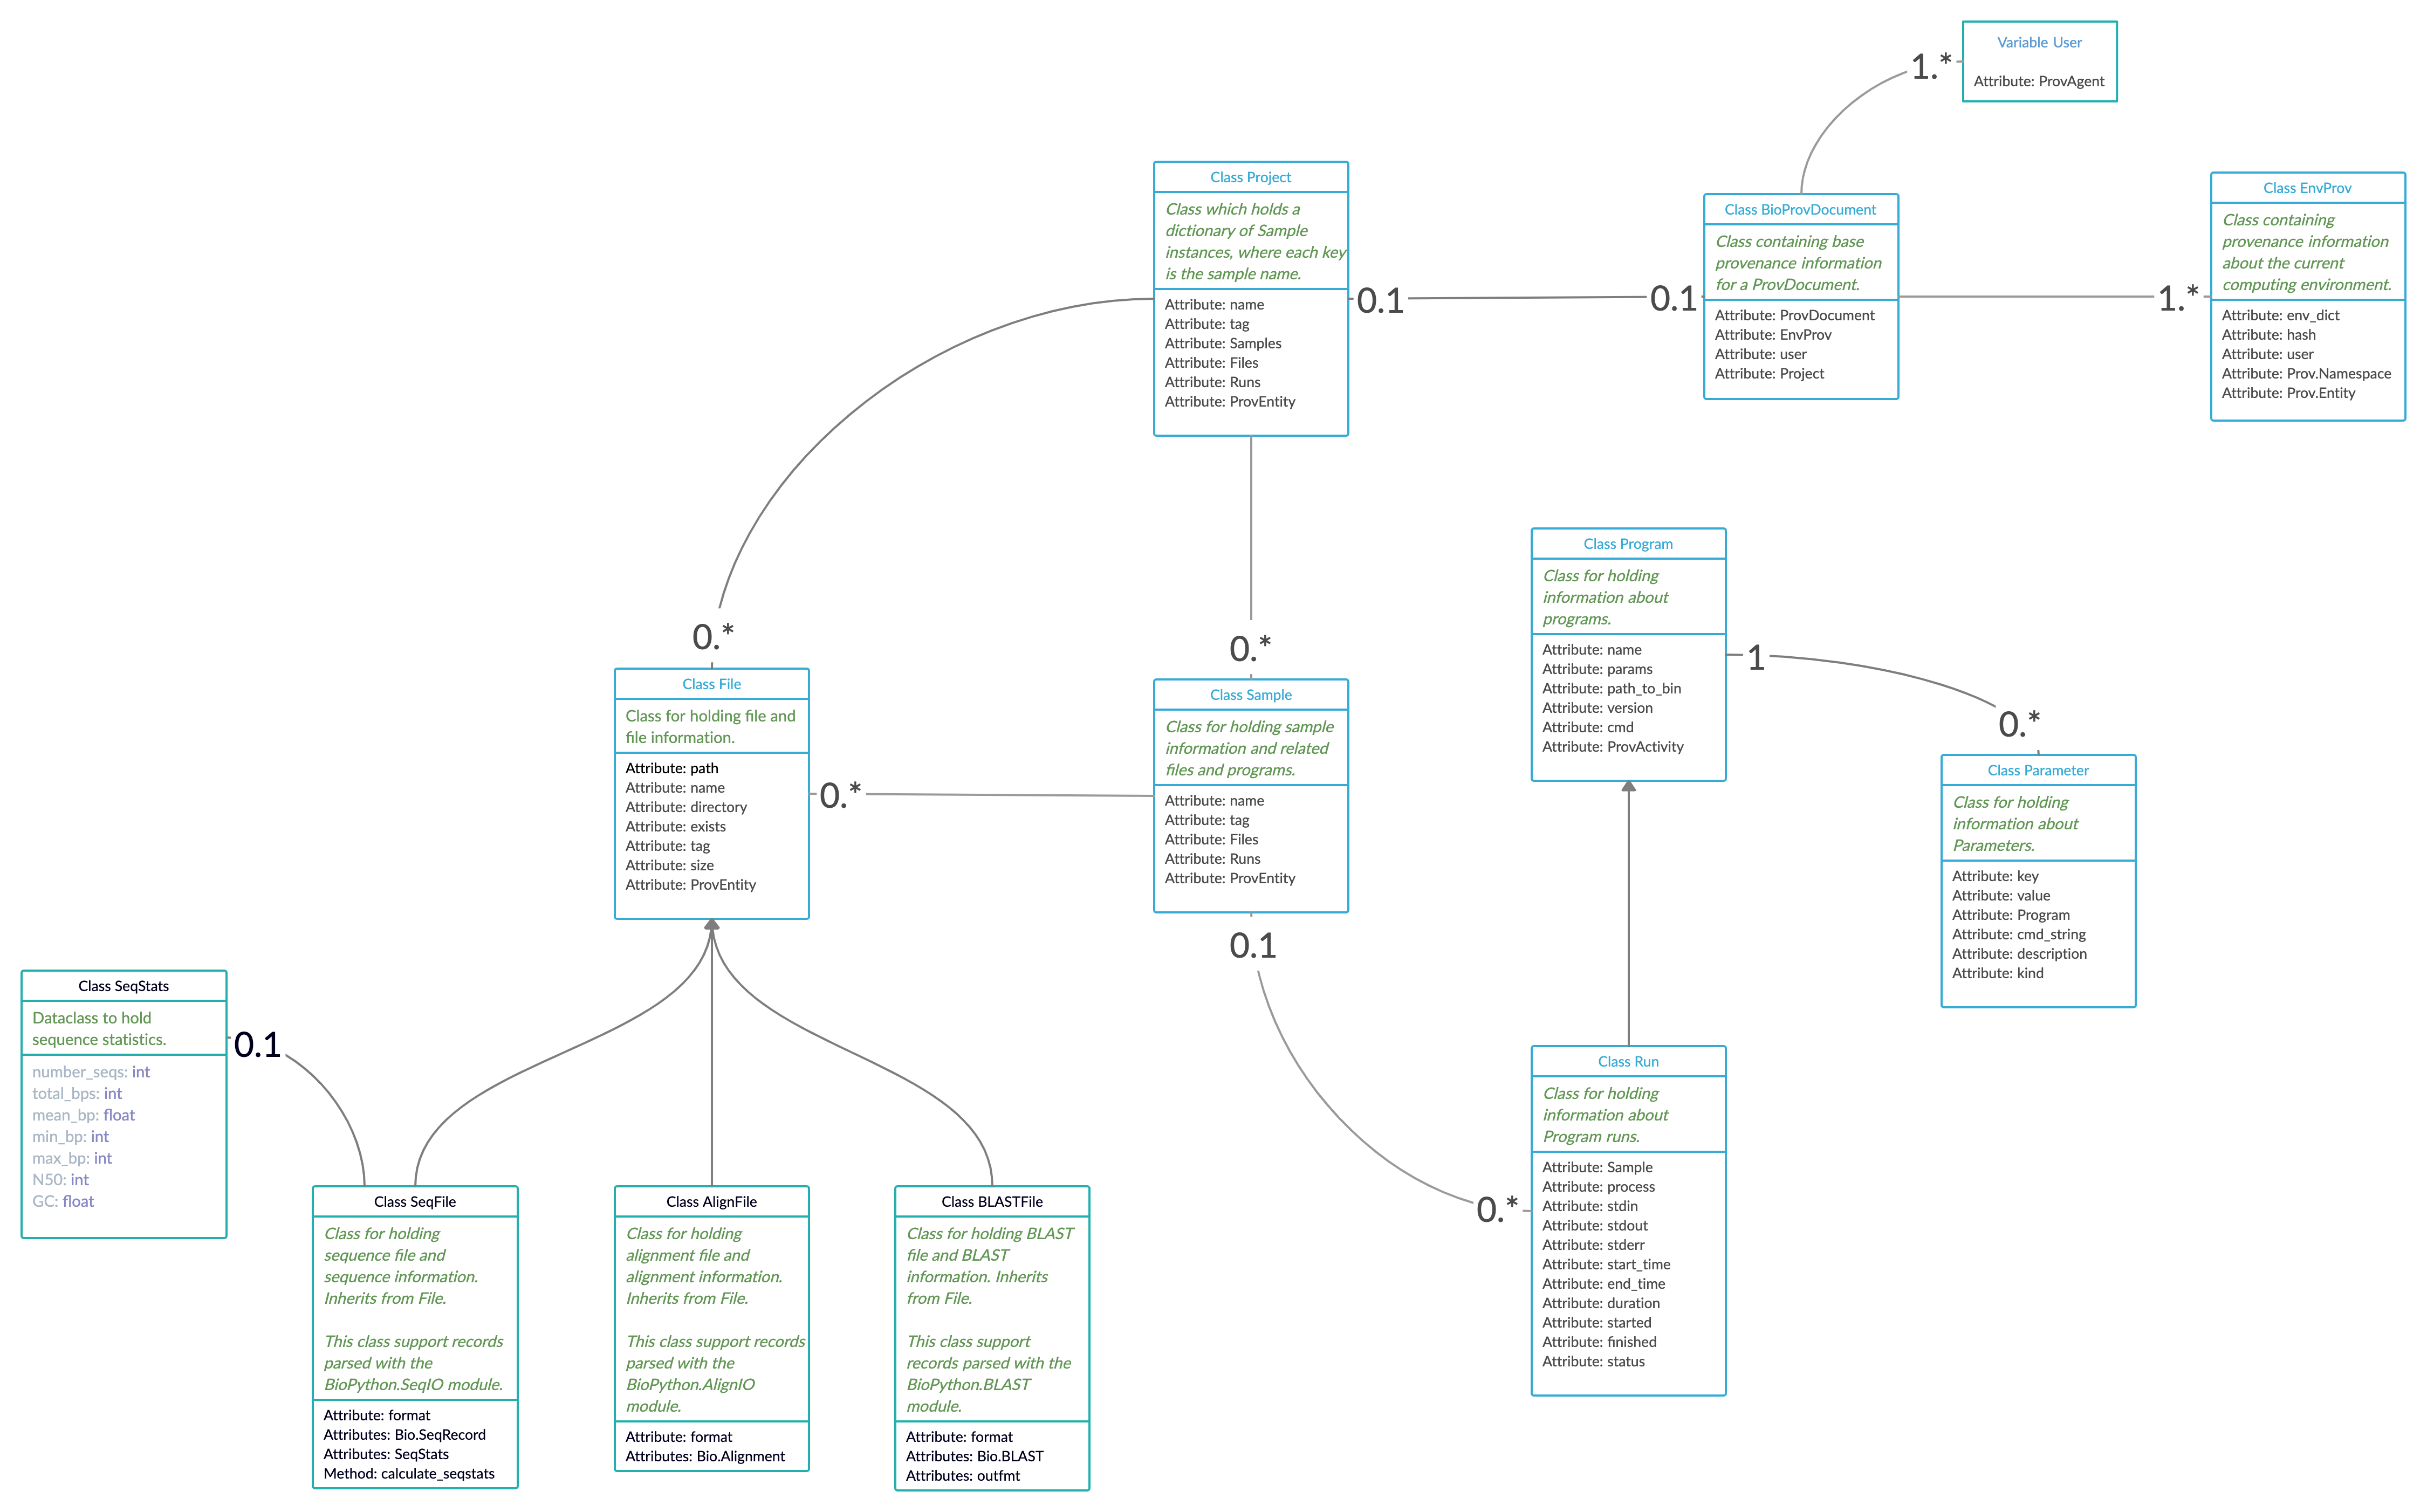 Variable User
Attribute: ProvAgent
1.*
Class Project
Class which holds a
dictionary of Sample
instances, where each key
is the sample name.
Attribute: name
Attribute: tag
Attribute: Samples
Attribute: Files
Attribute: Runs
Attribute: ProvEntity
0.1
0.1
Class BioProvDocument
Class containing base
provenance information
for a ProvDocument.
Attribute: ProvDocument
Attribute: EnvProv
Attribute: user
Attribute: Project
1.*
Class EnvProv
Class containing
provenance information
about the current
computing environment.
Attribute: env_dict
Attribute: hash
Attribute: user
Attribute: Prov.Namespace
Attribute: Prov.Entity
0.*
Class File
Class for holding file and
file information.
Attribute: path
Attribute: name
Attribute: directory
Attribute: exists
Attribute: tag
Attribute: size
Attribute: ProvEntity
0.*
0.*
Class Sample
Class for holding sample
information and related
files and programs.
Attribute: name
Attribute: tag
Attribute: Files
Attribute: Runs
Attribute: ProvEntity
0.1
Class Program
Class for holding
information about
programs.
Attribute: name
Attribute: params
Attribute: path_to_bin
Attribute: version
Attribute: cmd
Attribute: ProvActivity
1
0.*
Class Parameter
Class for holding
information about
Parameters.
Attribute: key
Attribute: value
Attribute: Program
Attribute: cmd_string
Attribute: description
Attribute: kind
Class SeqStats
Dataclass to hold
sequence statistics.
number_seqs: int
total_bps: int
mean_bp: float
min_bp: int
max_bp: int
N50: int
GC: float
0.1
Class SeqFile
Class for holding
sequence file and
sequence information.
Inherits from File.
This class support records
parsed with the
BioPython.SeqIO module.
Attribute: format
Attributes: Bio.SeqRecord
Attributes: SeqStats
Method: calculate_seqstats
Class AlignFile
Class for holding
alignment file and
alignment information.
Inherits from File.
This class support records
parsed with the
BioPython.AlignIO
module.
Attribute: format
Attributes: Bio.Alignment
Class BLASTFile
Class for holding BLAST
file and BLAST
information. Inherits
from File.
This class support
records parsed with the
BioPython.BLAST
module.
Attribute: format
Attributes: Bio.BLAST
Attributes: outfmt
0.*
Class Run
Class for holding
information about
Program runs.
Attribute: Sample
Attribute: process
Attribute: stdin
Attribute: stdout
Attribute: stderr
Attribute: start_time
Attribute: end_time
Attribute: duration
Attribute: started
Attribute: finished
Attribute: status